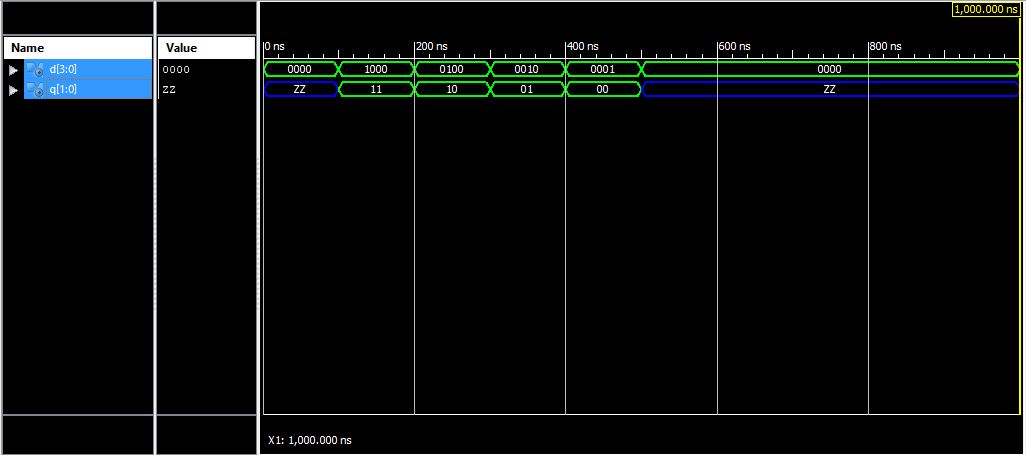 1,000.000 ns
Name Value
0 ns 200 ns 400 ns 600 ns 800 ns
d[3:0] 0000 0000 1000 0100 0010 0001 0000
q[1:0] ZZ ZZ 11 10 01 00 ZZ
X1: 1,000.000 ns